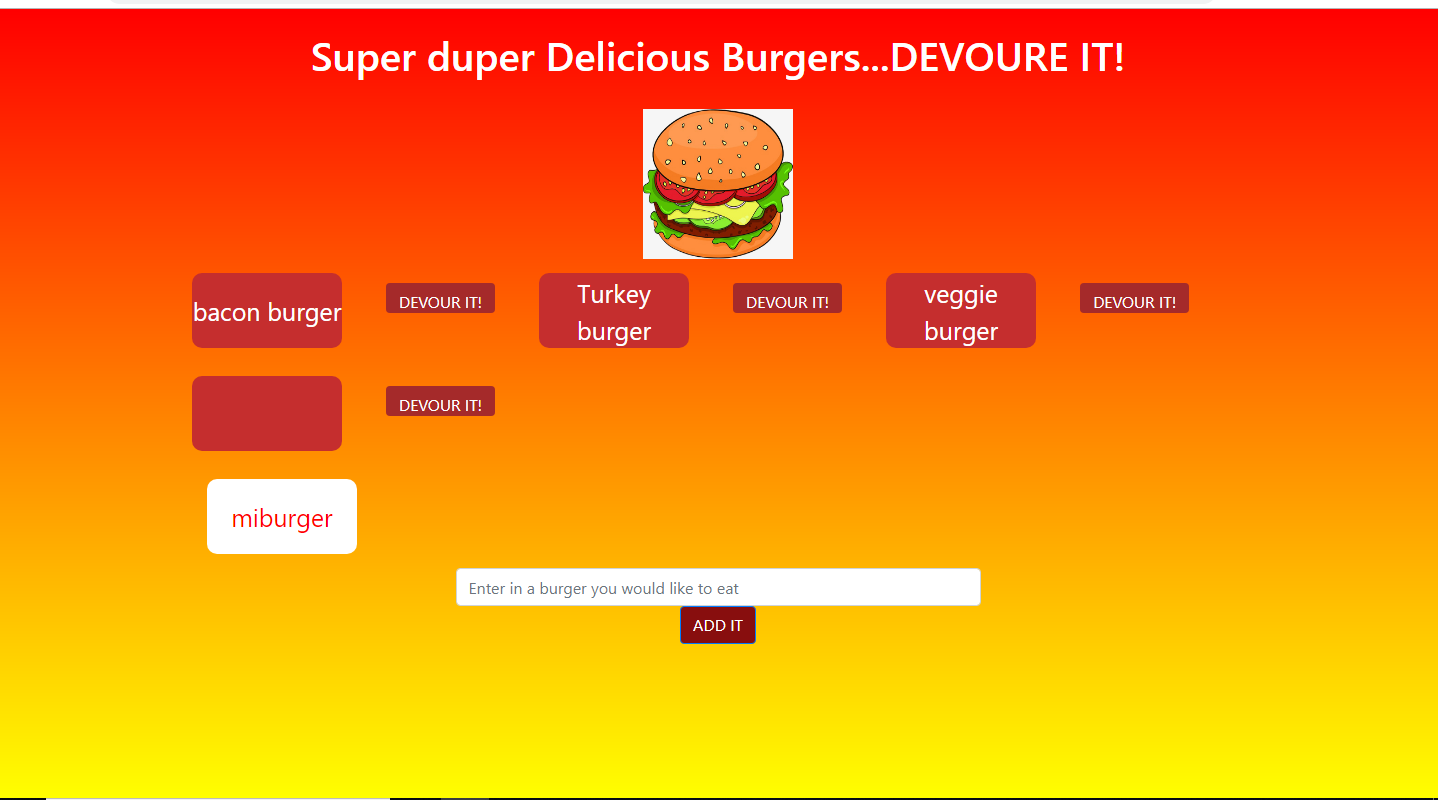 Super duper Delicious Burgers...DEVOURE IT!
bacon burger
DEVOUR IT!
Turkey
burger
DEVOUR IT!
veggie
burger
DEVOUR IT!
DEVOUR IT!
miburger
Enter in a burger you would like to eat
ADD IT